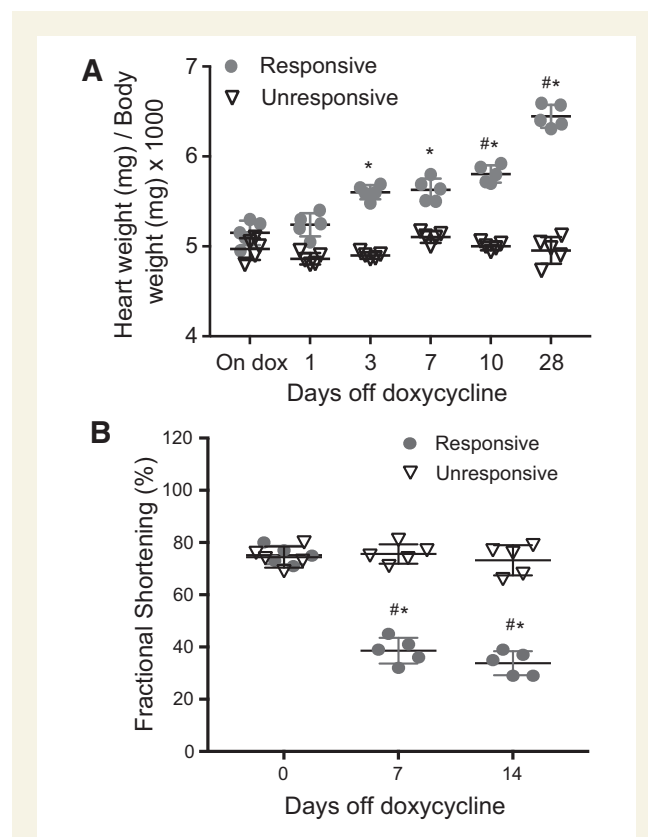 A
Heart weight (mg) / Body
weight (mg) x 1000
7
6
5
4
Responsive
Unresponsive
*
*
#*
#*
On dox 1 3 7 10 28
Days off doxycycline
B
Fractional Shortening (%)
120
100
80
60
40
20
0
Responsive
Unresponsive
#*
#*
0 7 14
Days off doxycycline